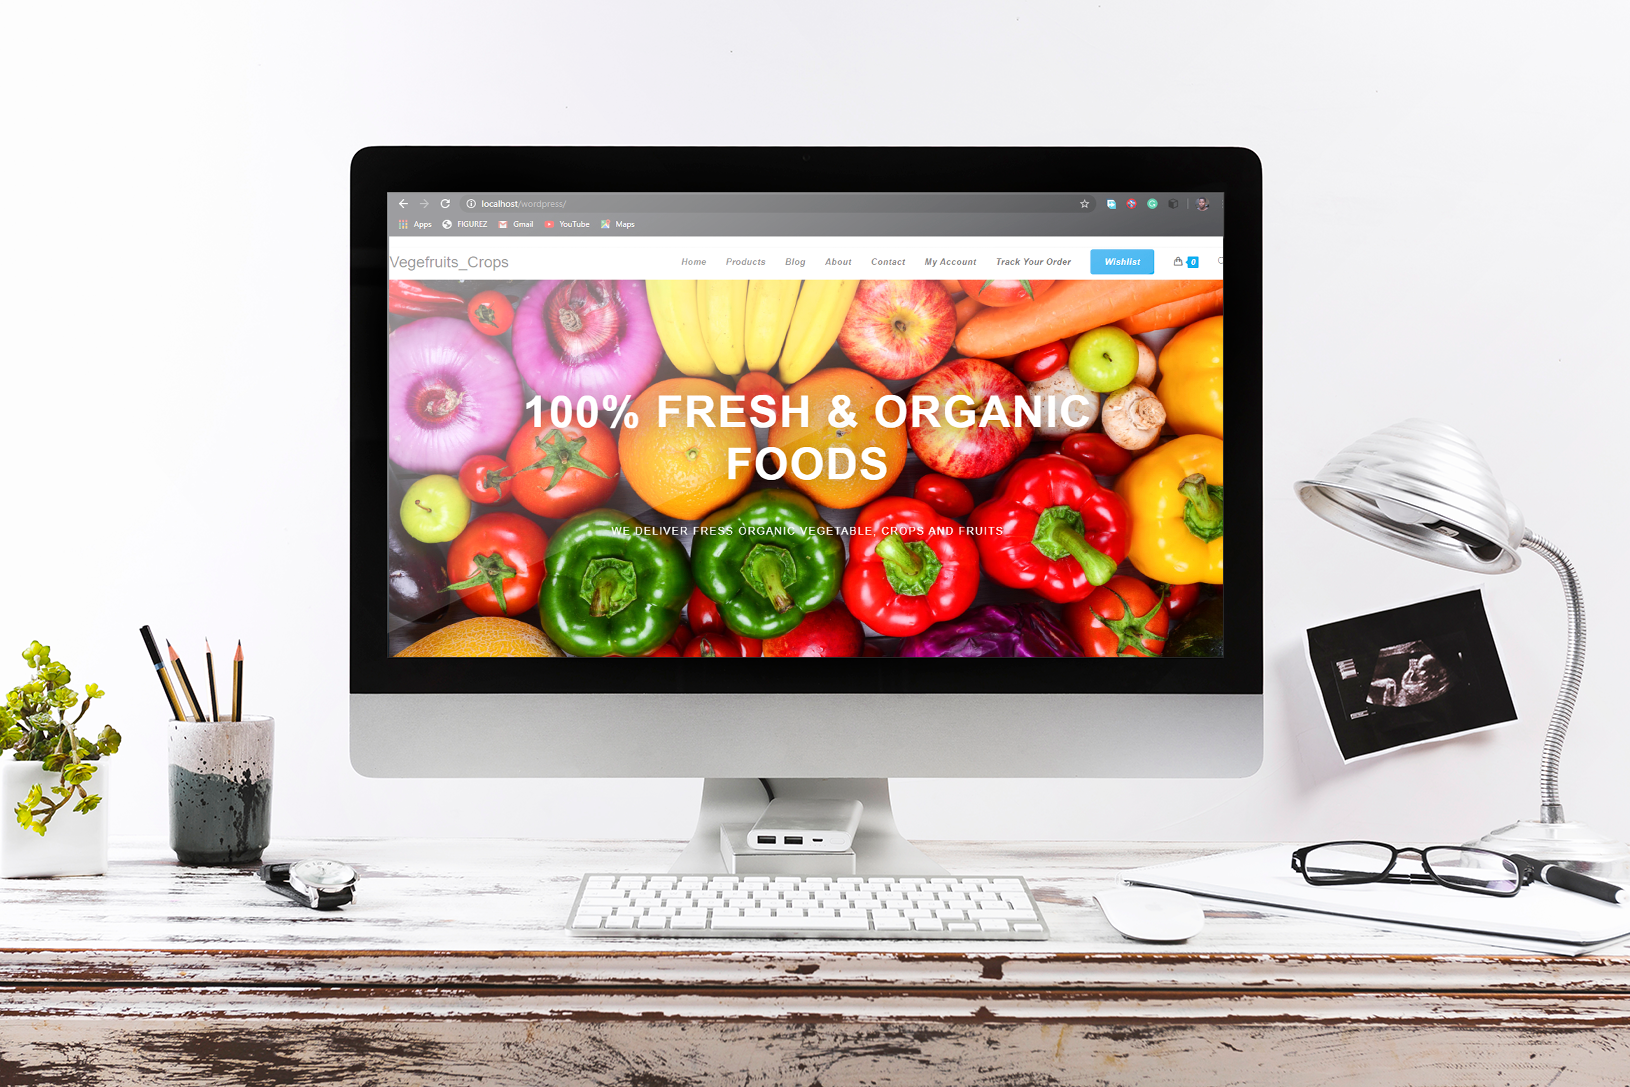 localhost/wordpress/
Apps FIGUREZ Gmail YouTube Maps
Vegefruits_Crops Home Products Blog About Contact My Account Track Your Order Wishlist 0
100% FRESH & ORGANIC
FOODS
WE DELIVER FRESS ORGANIC VEGETABLE, CROPS AND FRUITS